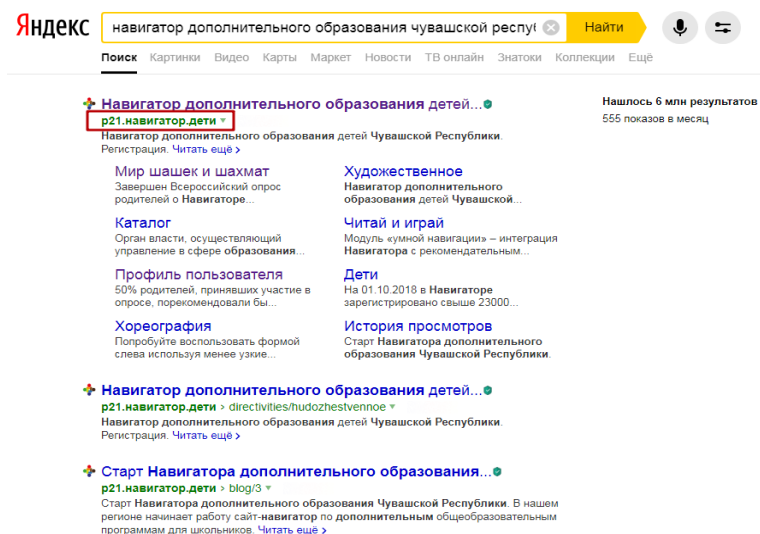 Яндекс
навигатор дополнительного образования чувашской респуб
Найти
Поиск Картинки Видео Карты Маркет Новости ТВ онлайн Знатоки Коллекции Ещё
Навигатор дополнительного образования детей...
р21.навигатор.дети
Навигатор дополнительного образования детей Чувашской Республики.
Регистрация. Читать ещё >
Мир шашек и шахмат
Завершен Всероссийский опрос
родителей о Навигаторе...
Художественное
Навигатор дополнительного
образования детей Чувашской...
Каталог
Орган власти, осуществляющий
управление в сфере образования...
Читай и играй
Модуль «умной навигации» – интеграция
Навигатора с рекомендательным...
Профиль пользователя
50% родителей, принявших участие в
опросе, порекомендовали бы...
Дети
На 01.10.2018 в Навигаторе
зарегистрировано свыше 23000...
Хореография
Попробуйте воспользовать формой
слева используя менее узкие...
История просмотров
Старт Навигатора дополнительного
образования Чувашской Республики.
Навигатор дополнительного образования детей...
р21.навигатор.дети > directivities/hudozhestvennoe
Навигатор дополнительного образования детей Чувашской Республики.
Регистрация. Читать ещё >
Старт Навигатора дополнительного образования...
р21.навигатор.дети > blog/3
Старт Навигатора дополнительного образования Чувашской Республики. В нашем
регионе начинает работу сайт-навигатор по дополнительным общеобразовательным
программам для школьников. Читать ещё >
Нашлось 6 млн результатов
555 показов в месяц